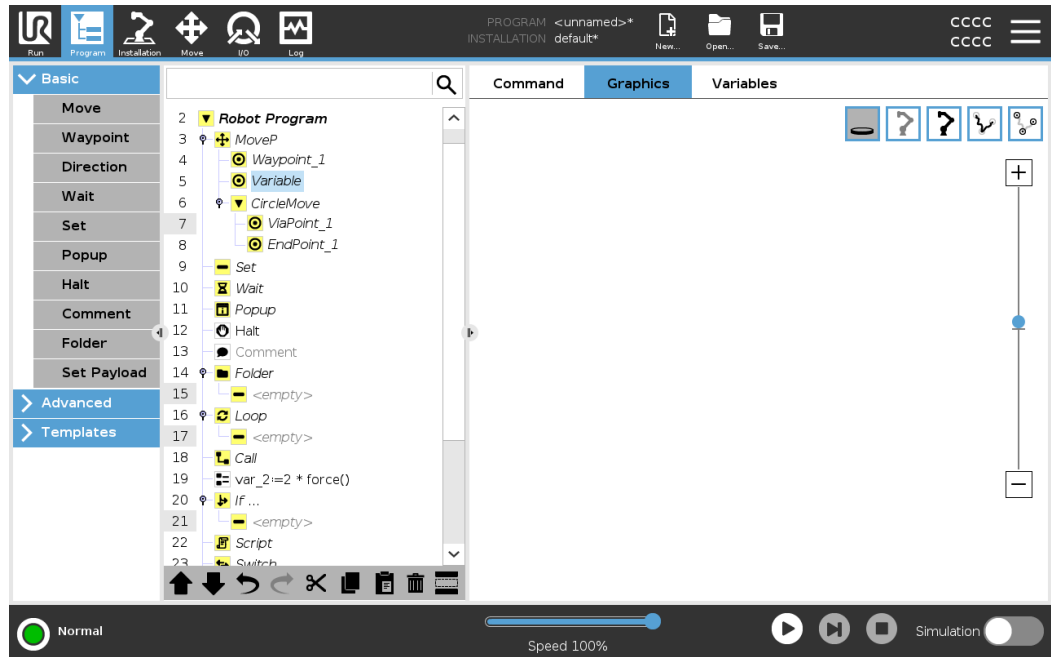 PROGRAM <unnamed>*
INSTALLATION default*
UR
Run
Program
Installation
Move
I/O
Log
New...
Open...
Save...
CCCC
CCCC
Basic
Move
Waypoint
Direction
Wait
Set
Popup
Halt
Comment
Folder
Set Payload
Advanced
Templates
2 Robot Program
3 MoveP
4 Waypoint_1
5 Variable
6 CircleMove
7 ViaPoint_1
8 EndPoint_1
9 Set
10 Wait
11 Popup
12 Halt
13 Comment
14 Folder
15 <empty>
16 Loop
17 <empty>
18 Call
19 var_2:=2 * force()
20 If ...
21 <empty>
22 Script
23 Switch
Command
Graphics
Variables
Normal
Speed 100%
Simulation